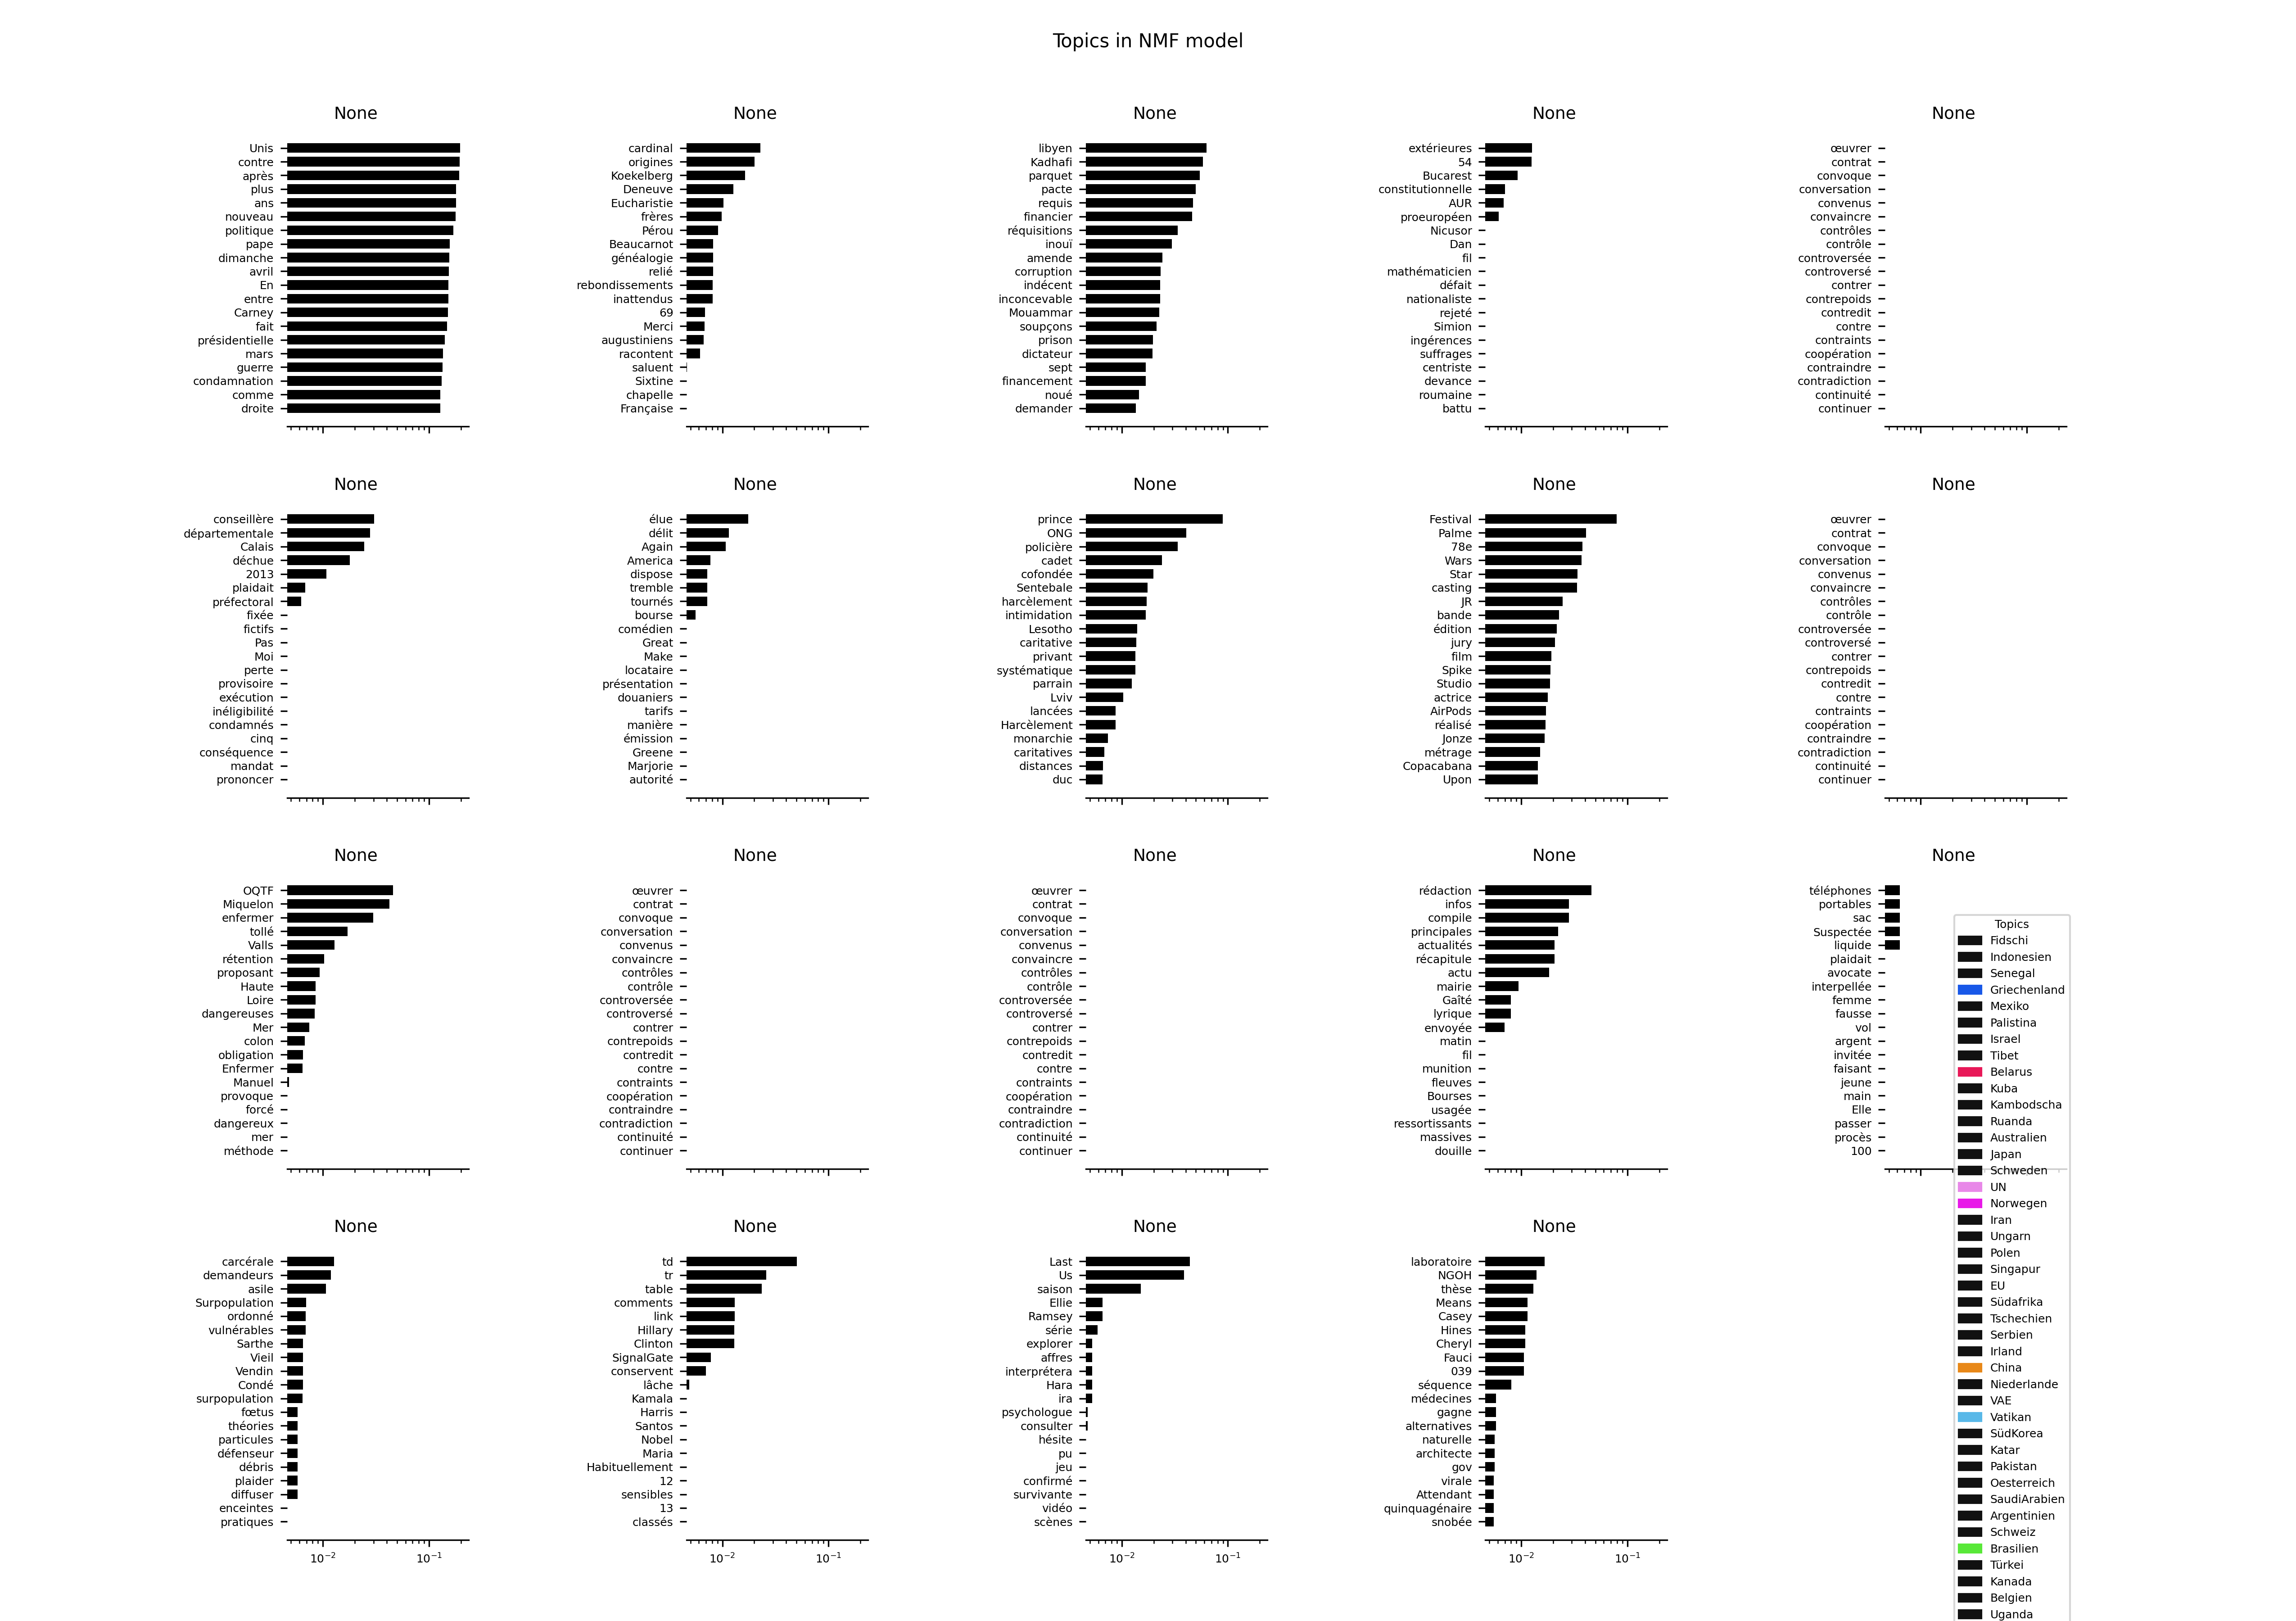 Topics in NMF model
None
Unis
contre
après
plus
ans
nouveau
politique
pape
dimanche
avril
En
entre
Carney
fait
présidentielle
mars
guerre
condamnation
comme
droite
None
cardinal
origines
Koekelberg
Deneuve
Eucharistie
frères
Pérou
Beaucarnot
généalogie
relié
rebondissements
inattendus
69
Merci
augustiniens
racontent
saluent
Sixtine
chapelle
Française
None
libyen
Kadhafi
parquet
pacte
requis
financier
réquisitions
inouï
amende
corruption
indécent
inconcevable
Mouammar
soupçons
prison
dictateur
sept
financement
noué
demander
None
extérieures
54
Bucarest
constitutionnelle
AUR
proeuropéen
Nicusor
Dan
fil
mathématicien
défait
nationaliste
rejeté
Simion
ingérences
suffrages
centriste
devance
roumaine
battu
None
œuvrer
contrat
convoque
conversation
convenus
convaincre
contrôles
contrôle
controversée
controversé
contrer
contrepoids
contredit
contre
contraints
coopération
contraindre
contradiction
continuité
continuer
None
conseillère
départementale
Calais
déchue
2013
plaidait
préfectoral
fixée
fictifs
Pas
Moi
perte
provisoire
exécution
inéligibilité
condamnés
cinq
conséquence
mandat
prononcer
None
élue
délit
Again
America
dispose
tremble
tournés
bourse
comédien
Great
Make
locataire
présentation
douaniers
tarifs
manière
émission
Greene
Marjorie
autorité
None
prince
ONG
policière
cadet
cofondée
Sentebale
harcèlement
intimidation
Lesotho
caritative
privant
systématique
parrain
Lviv
lancées
Harcèlement
monarchie
caritatives
distances
duc
None
Festival
Palme
78e
Wars
Star
casting
JR
bande
édition
jury
film
Spike
Studio
actrice
AirPods
réalisé
Jonze
métrage
Copacabana
Upon
None
œuvrer
contrat
convoque
conversation
convenus
convaincre
contrôles
contrôle
controversée
controversé
contrer
contrepoids
contredit
contre
contraints
coopération
contraindre
contradiction
continuité
continuer
None
OQTF
Miquelon
enfermer
tollé
Valls
rétention
proposant
Haute
Loire
dangereuses
Mer
colon
obligation
Enfermer
Manuel
provoque
forcé
dangereux
mer
méthode
None
œuvrer
contrat
convoque
conversation
convenus
convaincre
contrôles
contrôle
controversée
controversé
contrer
contrepoids
contredit
contre
contraints
coopération
contraindre
contradiction
continuité
continuer
None
œuvrer
contrat
convoque
conversation
convenus
convaincre
contrôles
contrôle
controversée
controversé
contrer
contrepoids
contredit
contre
contraints
coopération
contraindre
contradiction
continuité
continuer
None
rédaction
infos
compile
principales
actualités
récapitule
actu
mairie
Gaîté
lyrique
envoyée
matin
fil
munition
fleuves
Bourses
usagée
ressortissants
massives
douille
None
téléphones
portables
sac
Suspectée
liquide
plaidait
avocate
interpellée
femme
fausse
vol
argent
invitée
faisant
jeune
main
Elle
passer
procès
100
None
carcérale
demandeurs
asile
Surpopulation
ordonné
vulnérables
Sarthe
Vieil
Vendin
Condé
surpopulation
fœtus
théories
particules
défenseur
débris
plaider
diffuser
enceintes
pratiques
10⁻² 10⁻¹
None
td
tr
table
comments
link
Hillary
Clinton
SignalGate
conservent
lâche
Kamala
Harris
Santos
Nobel
Maria
Habituellement
12
sensibles
13
classés
10⁻² 10⁻¹
None
Last
Us
saison
Ellie
Ramsey
série
explorer
affres
interprétera
Hara
ira
psychologue
consulter
hésite
pu
jeu
confirmé
survivante
vidéo
scènes
10⁻² 10⁻¹
None
laboratoire
NGOH
thèse
Means
Casey
Hines
Cheryl
Fauci
039
séquence
médecines
gagne
alternatives
naturelle
architecte
gov
virale
Attendant
quinquagénaire
snobée
10⁻² 10⁻¹
Topics
Fidschi
Indonesien
Senegal
Griechenland
Mexiko
Palistina
Israel
Tibet
Belarus
Kuba
Kambodscha
Ruanda
Australien
Japan
Schweden
UN
Norwegen
Iran
Ungarn
Polen
Singapur
EU
Südafrika
Tschechien
Serbien
Irland
China
Niederlande
VAE
Vatikan
SüdKorea
Katar
Pakistan
Oesterreich
SaudiArabien
Argentinien
Schweiz
Brasilien
Türkei
Kanada
Belgien
Uganda